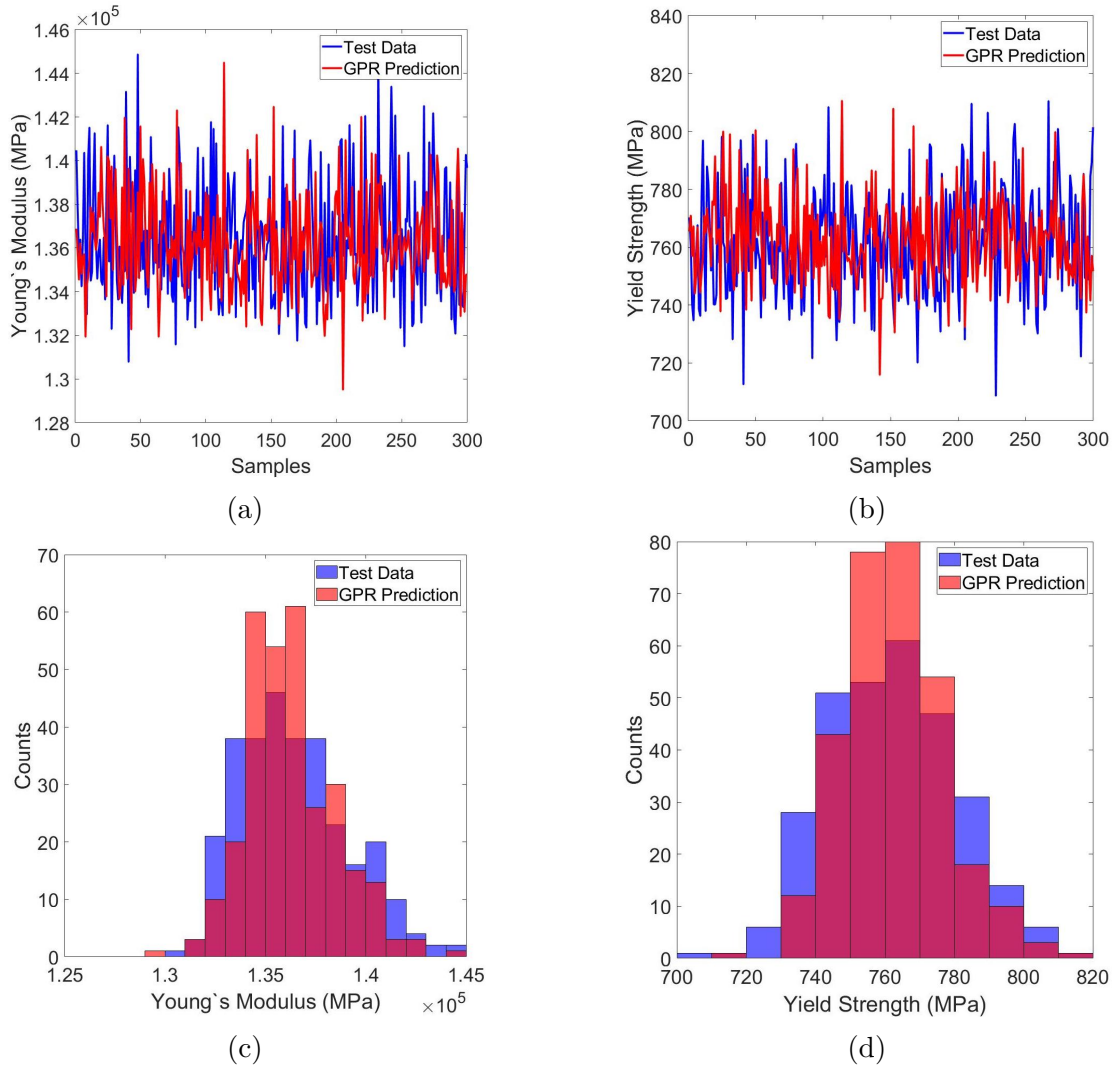 ×10⁵
1.46
1.44
1.42
1.4
1.38
1.36
1.34
1.32
1.3
1.28
Young`s Modulus (MPa)
Test Data
GPR Prediction
0 50 100 150 200 250 300
Samples
(a)
840
820
800
780
760
740
720
700
Yield Strength (MPa)
Test Data
GPR Prediction
0 50 100 150 200 250 300
Samples
(b)
70
60
50
40
30
20
10
0
Counts
Test Data
GPR Prediction
1.25 1.3 1.35 1.4 1.45
Young`s Modulus (MPa) ×10⁵
(c)
80
70
60
50
40
30
20
10
0
Counts
Test Data
GPR Prediction
700 720 740 760 780 800 820
Yield Strength (MPa)
(d)